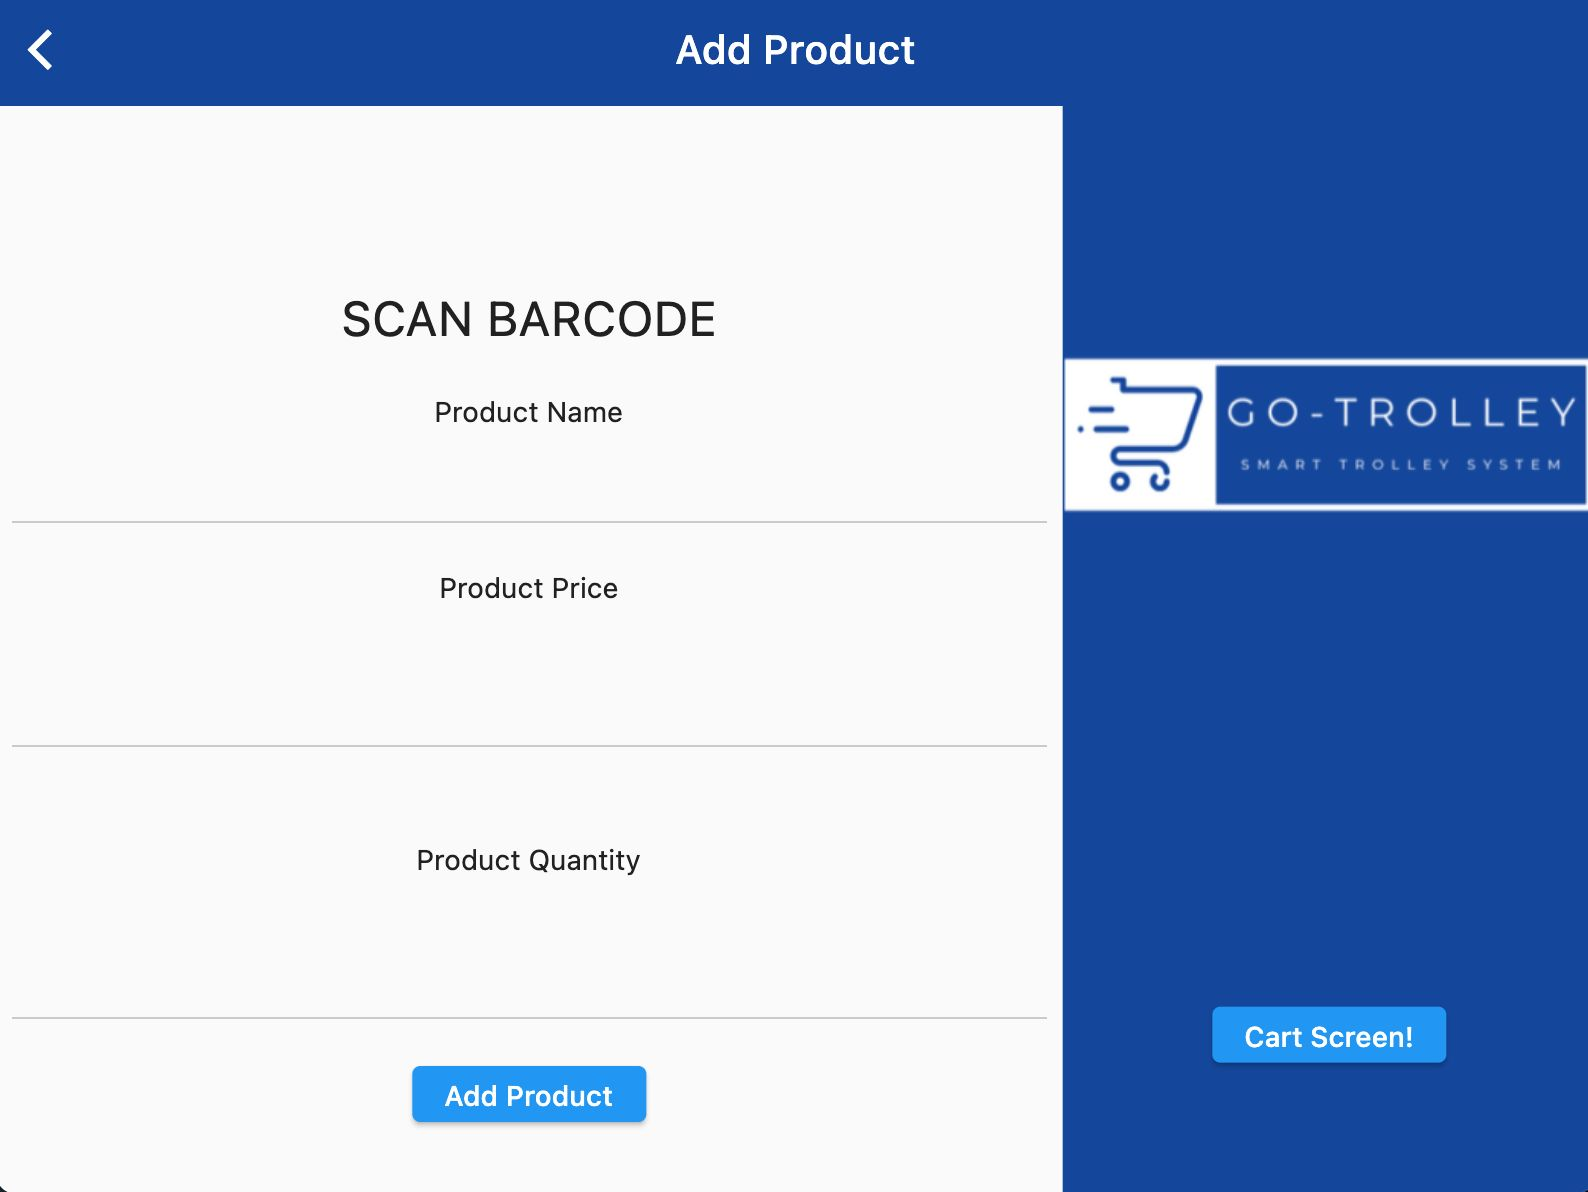 Add Product
SCAN BARCODE
Product Name
Product Price
Product Quantity
Add Product
GO-TROLLEY
SMART TROLLEY SYSTEM
Cart Screen!